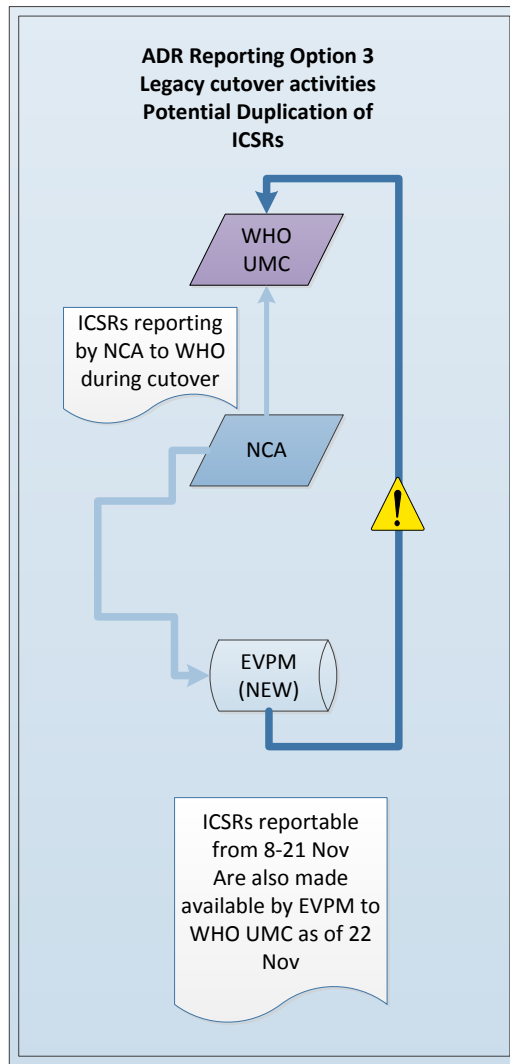 ADR Reporting Option 3
Legacy cutover activities
Potential Duplication of
ICSRs
WHO
UMC
ICSRs reporting
by NCA to WHO
during cutover
NCA
!
EVPM
(NEW)
ICSRs reportable
from 8-21 Nov
Are also made
available by EVPM to
WHO UMC as of 22
Nov